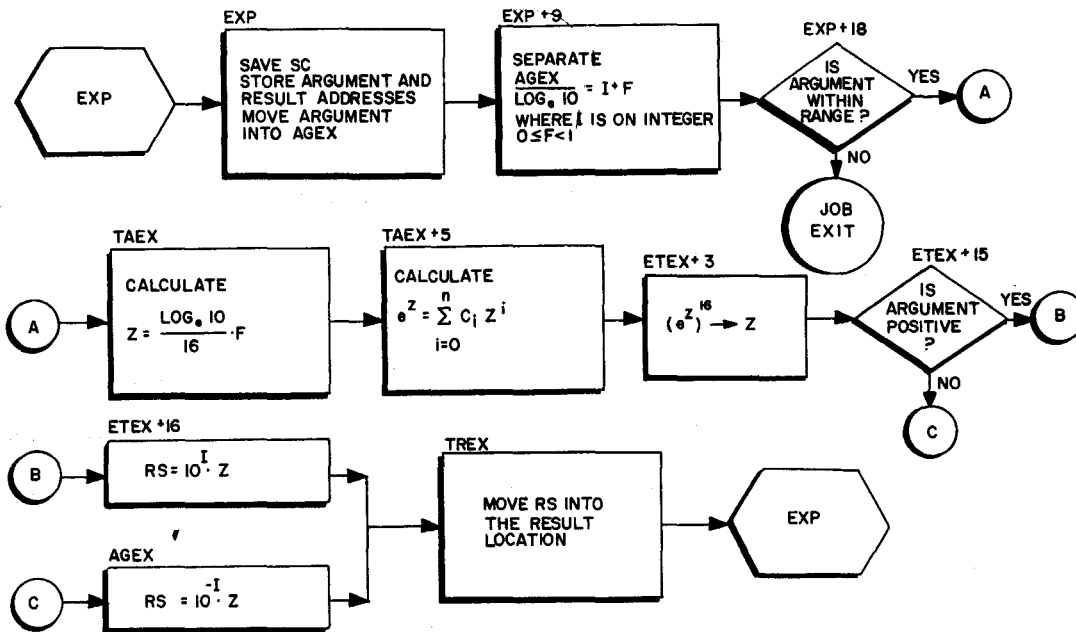 EXP
EXP
SAVE SC
STORE ARGUMENT AND
RESULT ADDRESSES
MOVE ARGUMENT
INTO AGEX
EXP+9
SEPARATE
AGEX
LOGe 10
= I+F
WHERE I IS ON INTEGER
0≤F<1
EXP+18
IS
ARGUMENT
WITHIN
RANGE?
YES
A
NO
JOB
EXIT
A
TAEX
CALCULATE
Z = LOGe 10 / 16 · F
TAEX+5
CALCULATE
e^Z = n∑i=0 Ci Z^i
ETEX+3
(e^Z)^16 → Z
ETEX+15
IS
ARGUMENT
POSITIVE
?
YES
B
NO
C
B
ETEX +16
RS=10^I · Z
C
AGEX
RS =10^-I · Z
TREX
MOVE RS INTO
THE RESULT
LOCATION
EXP